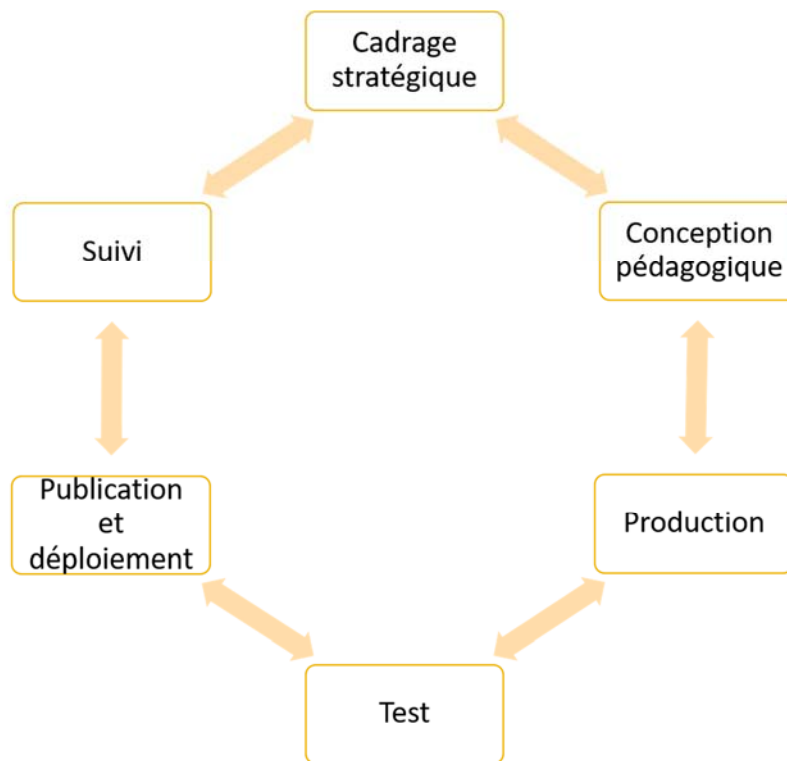 Cadrage
stratégique
Conception
pédagogique
Production
Test
Publication
et
déploiement
Suivi